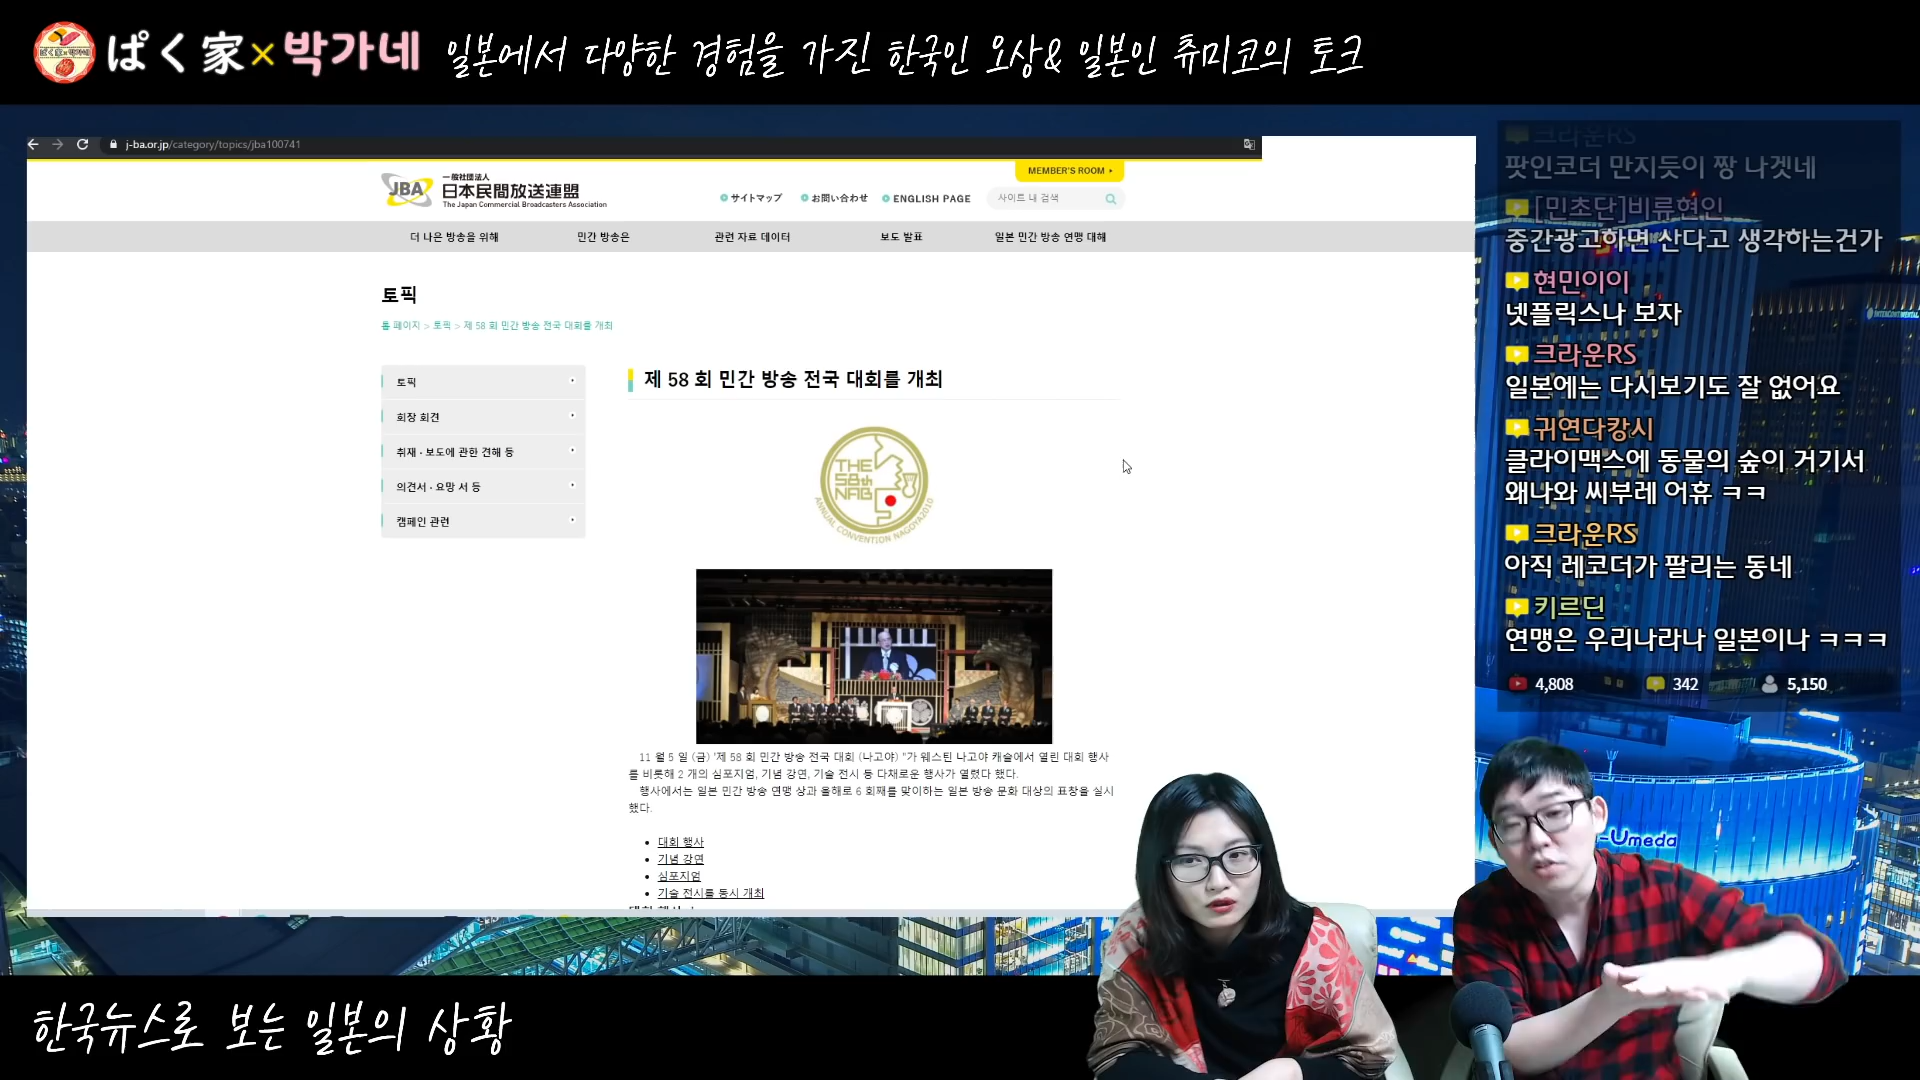 ぱく家×박가네
일본에서 다양한 경험을 가진 한국인 오상& 일본인 츄미코의 토크
j-ba.or.jp/category/topics/jba100741
MEMBER'S ROOM
JBA
一般社団法人
日本民間放送連盟
The Japan Commercial Broadcasters Association
サイトマップ
お問い合わせ
ENGLISH PAGE
사이트 내 검색
더 나은 방송을 위해
민간 방송은
관련 자료 데이터
보도 발표
일본 민간 방송 연맹 대해
토픽
홈 페이지 > 토픽 > 제 58 회 민간 방송 전국 대회를 개최
토픽
회장 회견
취재 · 보도에 관한 견해 등
의견서 · 요망 서 등
캠페인 관련
제 58 회 민간 방송 전국 대회를 개최
THE 58th NAB
ANNUAL CONVENTION NAGOYA2010
11 월 5 일 (금) '제 58 회 민간 방송 전국 대회 (나고야) "가 웨스틴 나고야 캐슬에서 열린 대회 행사
를 비롯해 2 개의 심포지엄, 기념 강연, 기술 전시 등 다채로운 행사가 열렸다 했다.
행사에서는 일본 민간 방송 연맹 상과 올해로 6 회째를 맞이하는 일본 방송 문화 대상의 표창을 실시
했다.
대회 행사
기념 강연
심포지엄
기술 전시를 동시 개최
크라운RS
팟인코더 만지듯이 짱 나겟네
[민초단]비류현인
중간광고하면 산다고 생각하는건가
현민이이
넷플릭스나 보자
크라운RS
일본에는 다시보기도 잘 없어요
귀연다캉시
클라이맥스에 동물의 숲이 거기서
왜나와 씨부레 어휴 ㅋㅋ
크라운RS
아직 레코더가 팔리는 동네
키르딘
연맹은 우리나라나 일본이나 ㅋㅋㅋ
4,808
342
5,150
INTERCONTINENTAL
-Umeda
한국뉴스로 보는 일본의 상황